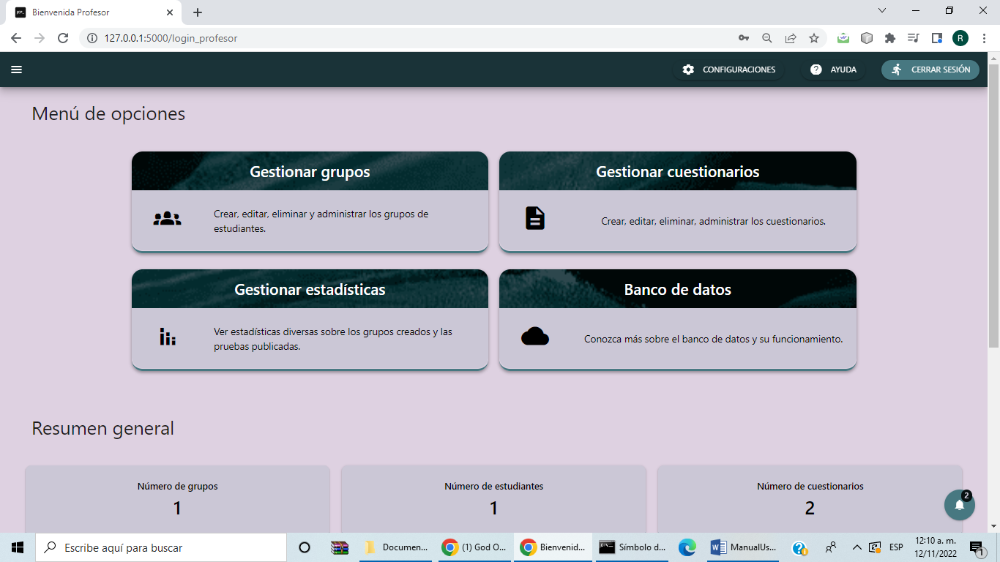 Bienvenida Profesor
127.0.0.1:5000/login_profesor
R
CONFIGURACIONES
AYUDA
CERRAR SESIÓN
Menú de opciones
Gestionar grupos
Crear, editar, eliminar y administrar los grupos de
estudiantes.
Gestionar cuestionarios
Crear, editar, eliminar, administrar los cuestionarios.
Gestionar estadísticas
Ver estadísticas diversas sobre los grupos creados y las
pruebas publicadas.
Banco de datos
Conozca más sobre el banco de datos y su funcionamiento.
Resumen general
Número de grupos
1
Número de estudiantes
1
Número de cuestionarios
2
2
Escribe aquí para buscar
Documen...
(1) God O...
Bienvenid...
Símbolo d...
ManualUs...
ESP
12:10 a. m.
12/11/2022
1